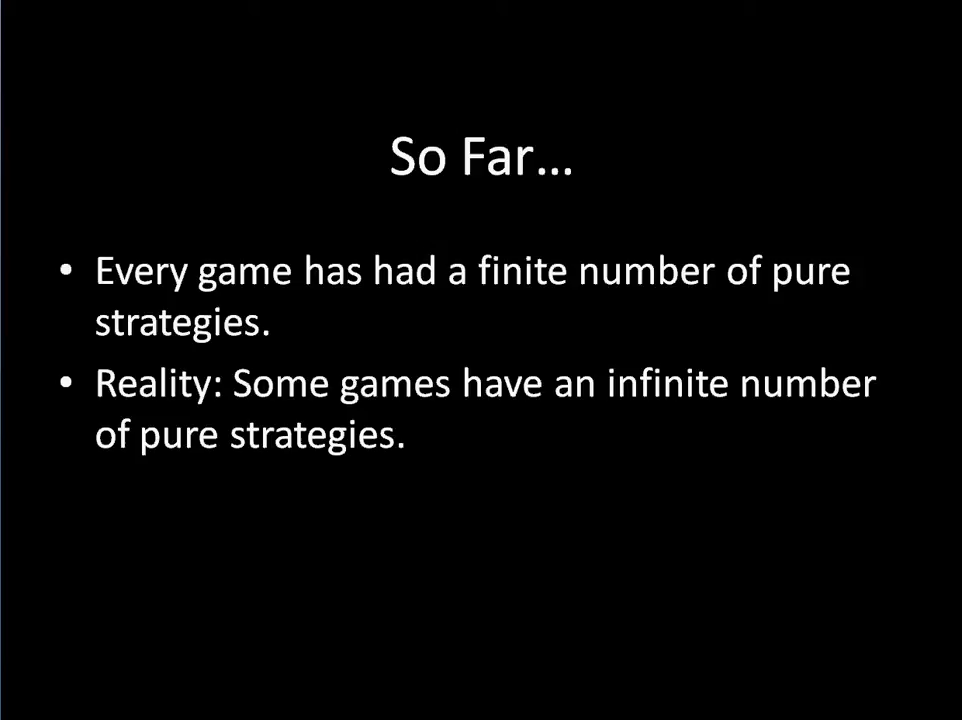 So Far…
• Every game has had a finite number of pure
strategies.
• Reality: Some games have an infinite number
of pure strategies.